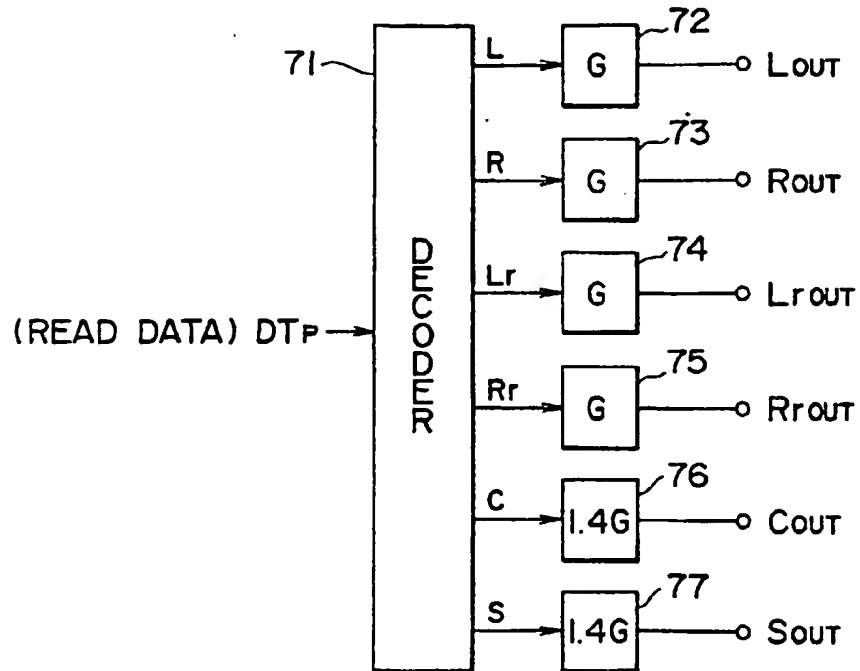 72
71 L G LOUT
73
R G ROUT
74
Lr G LrOUT
(READ DATA) DTP DECODER
75
Rr G RrOUT
76
C 1.4G COUT
77
S 1.4G SOUT